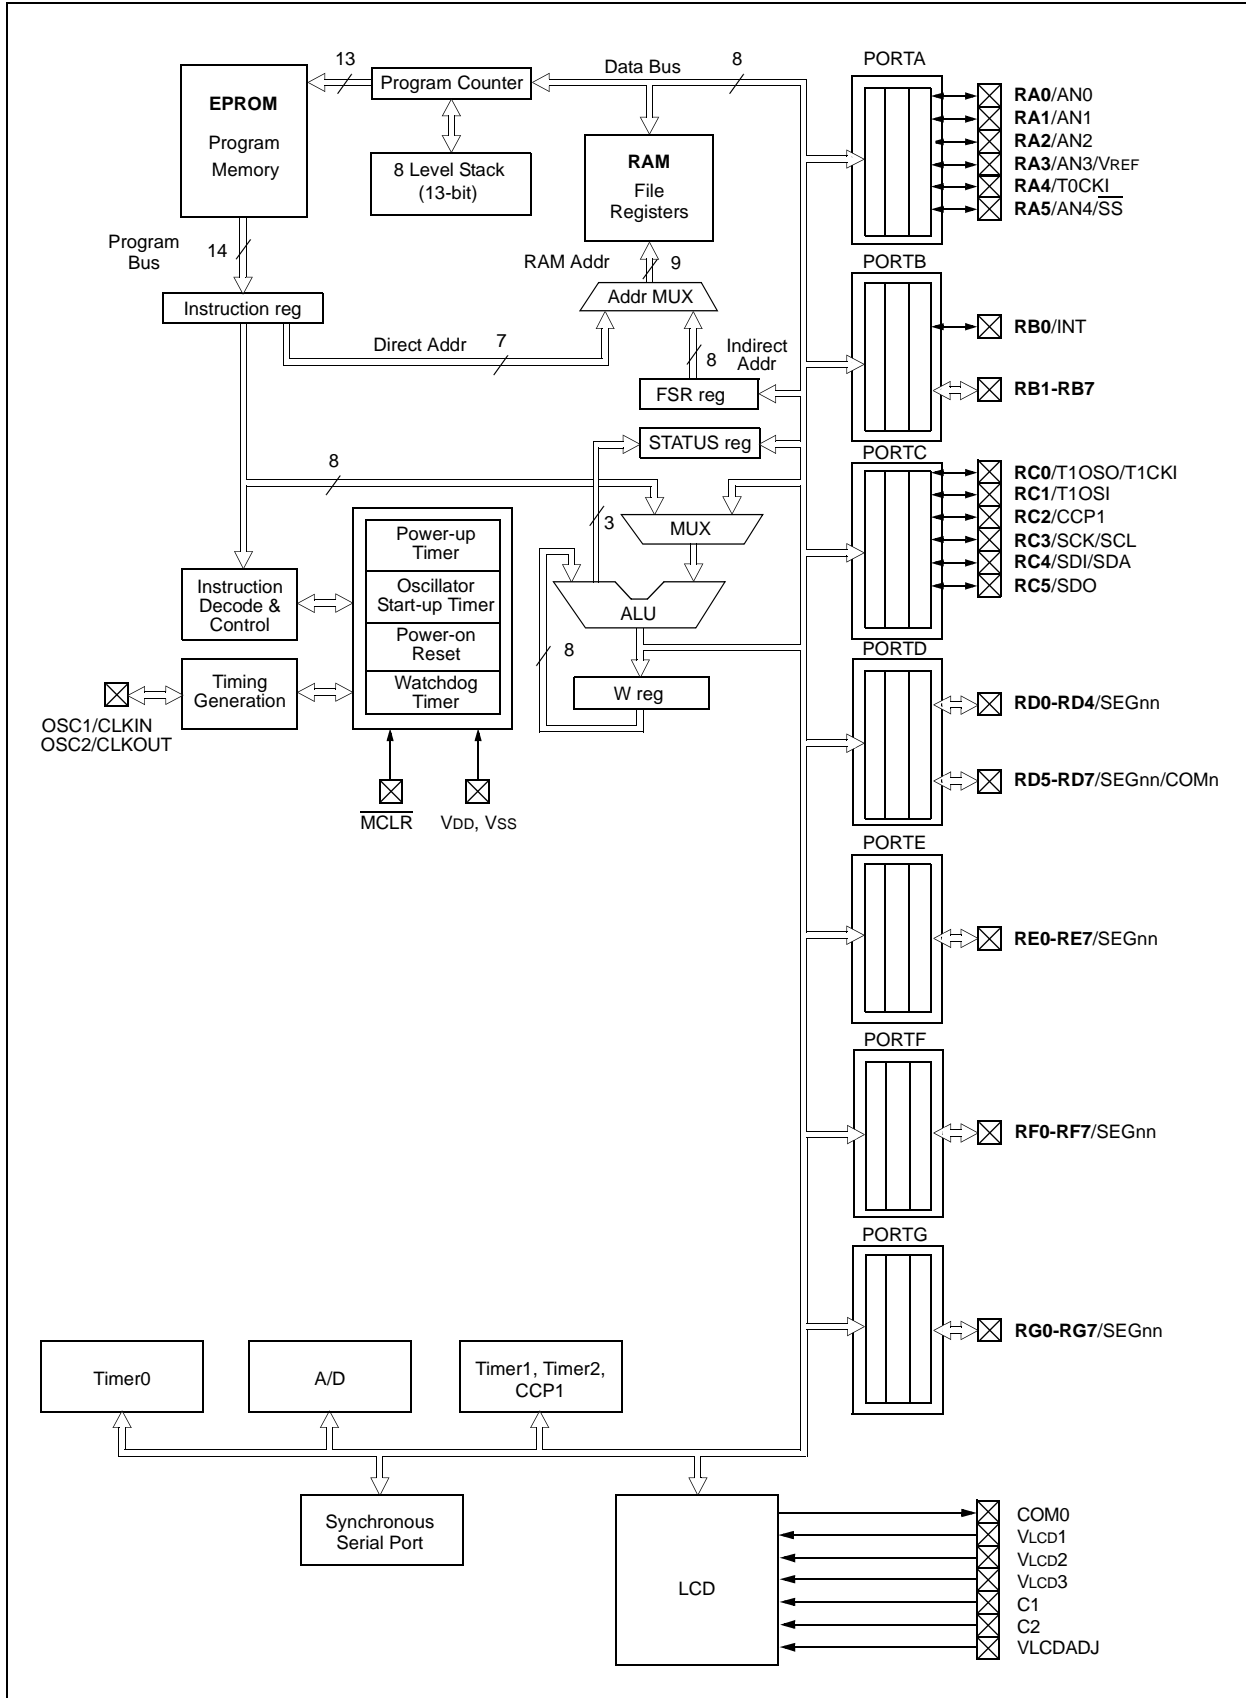 13
Data Bus
8
PORTA
EPROM
Program
Memory
Program Counter
8 Level Stack
(13-bit)
RAM
File
Registers
RA0/AN0
RA1/AN1
RA2/AN2
RA3/AN3/VREF
RA4/T0CKI
RA5/AN4/SS
Program
Bus
14
RAM Addr
9
PORTB
Instruction reg
Addr MUX
RB0/INT
Direct Addr
7
8
Indirect
Addr
FSR reg
RB1-RB7
STATUS reg
PORTC
8
RC0/T1OSO/T1CKI
RC1/T1OSI
RC2/CCP1
RC3/SCK/SCL
RC4/SDI/SDA
RC5/SDO
3
MUX
Power-up
Timer
Oscillator
Start-up Timer
Power-on
Reset
Watchdog
Timer
Instruction
Decode &
Control
ALU
8
W reg
PORTD
Timing
Generation
RD0-RD4/SEGnn
OSC1/CLKIN
OSC2/CLKOUT
RD5-RD7/SEGnn/COMn
MCLR
VDD, VSS
PORTE
RE0-RE7/SEGnn
PORTF
RF0-RF7/SEGnn
PORTG
RG0-RG7/SEGnn
Timer0
A/D
Timer1, Timer2,
CCP1
Synchronous
Serial Port
LCD
COM0
VLCD1
VLCD2
VLCD3
C1
C2
VLCDADJ